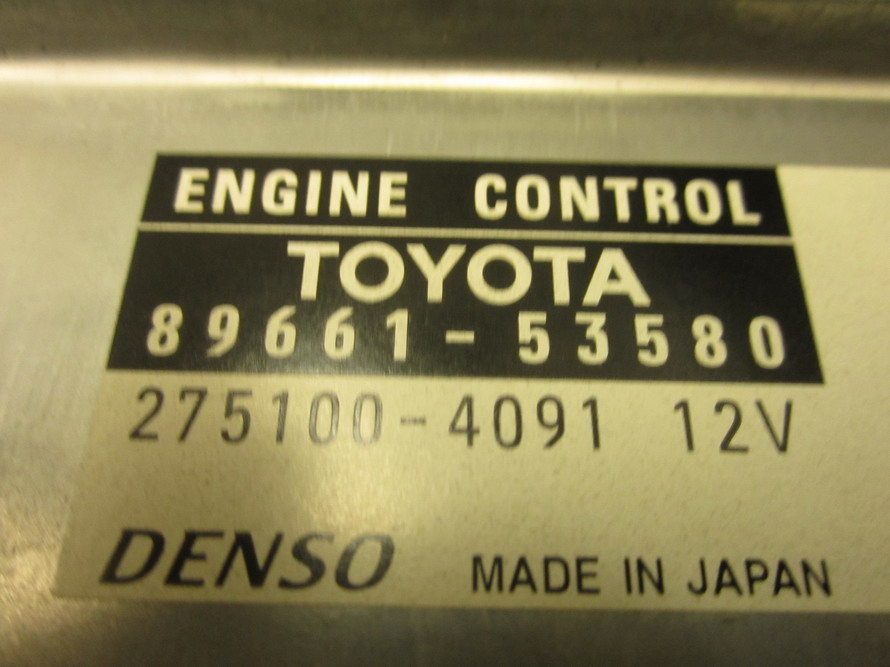 ENGINE CONTROL
TOYOTA
89661-53580
275100-4091 12V
DENSO MADE IN JAPAN